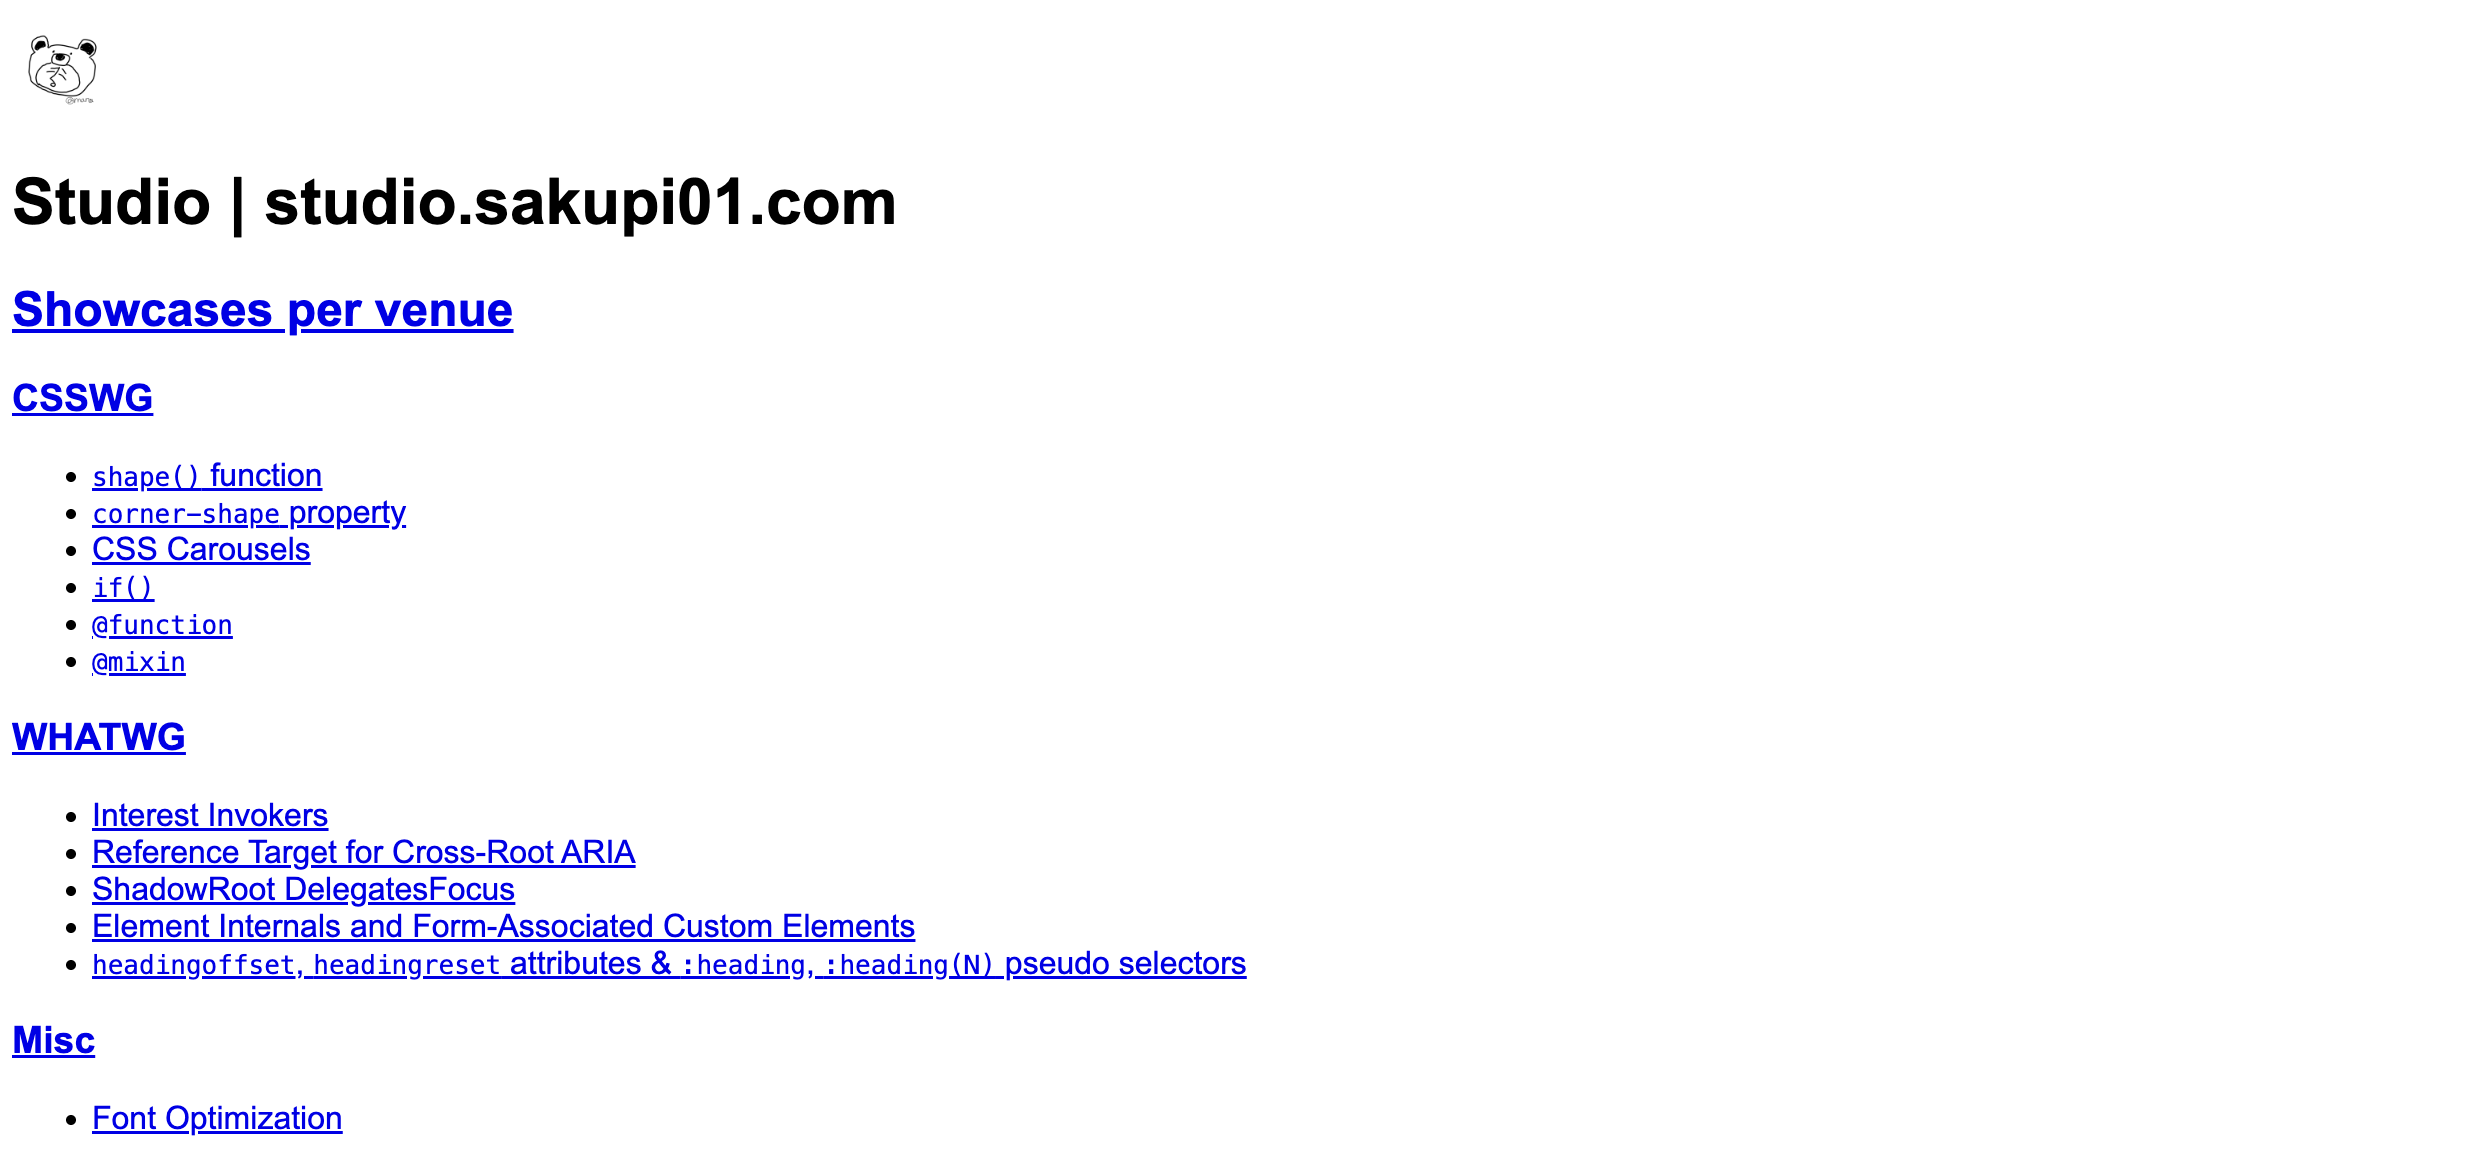 Studio | studio.sakupi01.com
Showcases per venue
CSSWG
shape() function
corner-shape property
CSS Carousels
if()
@function
@mixin
WHATWG
Interest Invokers
Reference Target for Cross-Root ARIA
ShadowRoot DelegatesFocus
Element Internals and Form-Associated Custom Elements
headingoffset, headingreset attributes & :heading, :heading(N) pseudo selectors
Misc
Font Optimization